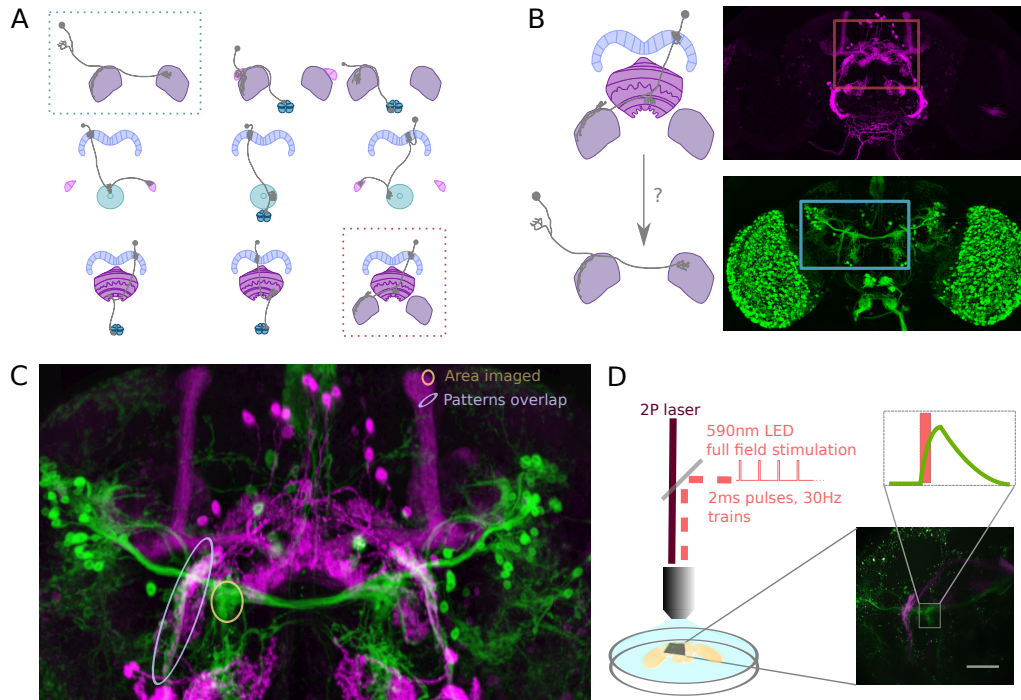 A
B
?
C
Area imaged
Patterns overlap
D
2P laser
590nm LED
full field stimulation
2ms pulses, 30Hz
trains